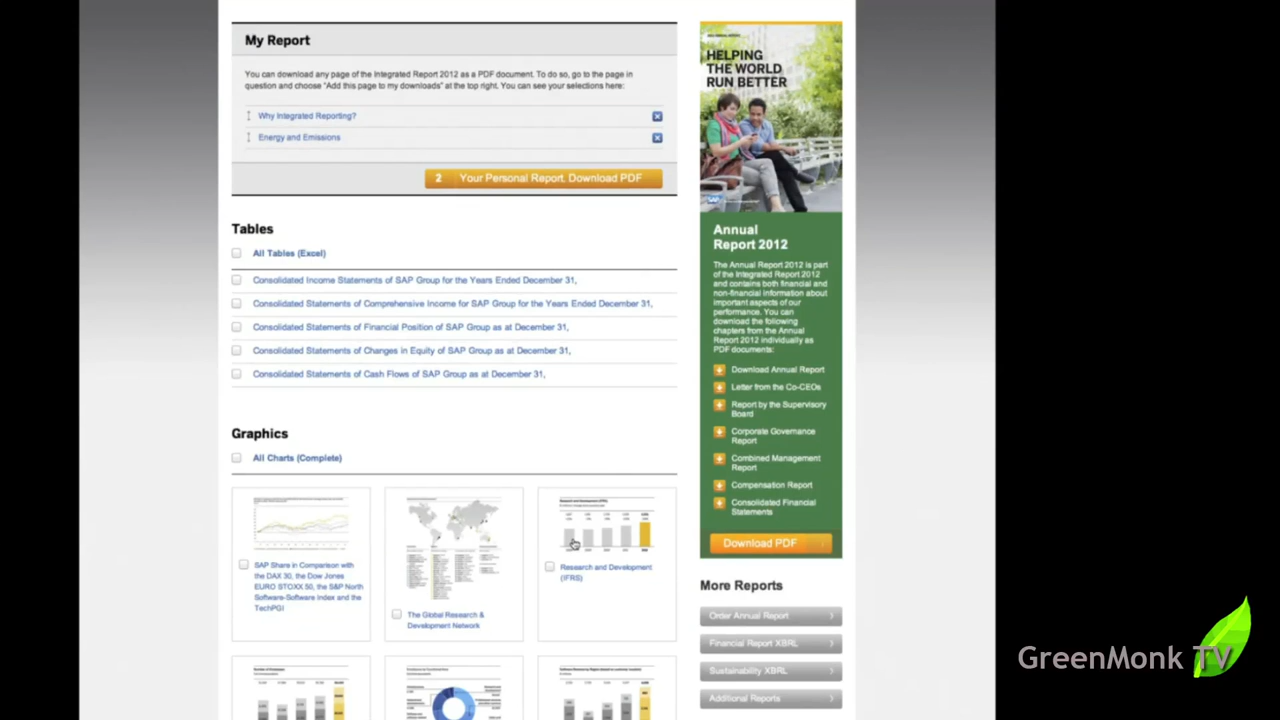 My Report
You can download any page of the Integrated Report 2012 as a PDF document. To do so, go to the page in
question and choose "Add this page to my downloads" at the top right. You can see your selections here:
Why Integrated Reporting?
Energy and Emissions
2 Your Personal Report. Download PDF
Tables
All Tables (Excel)
Consolidated Income Statements of SAP Group for the Years Ended December 31,
Consolidated Statements of Comprehensive Income for SAP Group for the Years Ended December 31,
Consolidated Statements of Financial Position of SAP Group as at December 31,
Consolidated Statements of Changes in Equity of SAP Group as at December 31,
Consolidated Statements of Cash Flows of SAP Group as at December 31,
Graphics
All Charts (Complete)
SAP Share in Comparison with
the DAX 30, the Dow Jones
EURO STOXX 50, the S&P North
Software-Software Index and the
TechPGI
The Global Research &
Development Network
Research and Development (IFRS)
Research and Development
(IFRS)
HELPING
THE WORLD
RUN BETTER
SAP
Annual
Report 2012
The Annual Report 2012 is part
of the Integrated Report 2012
and contains both financial and
non-financial information about
important aspects of our
performance. You can
download the following
chapters from the Annual
Report 2012 individually as
PDF documents:
Download Annual Report
Letter from the Co-CEOs
Report by the Supervisory
Board
Corporate Governance
Report
Combined Management
Report
Compensation Report
Consolidated Financial
Statements
Download PDF
More Reports
Order Annual Report
Financial Report XBRL
Sustainability XBRL
Additional Reports
GreenMonk TV